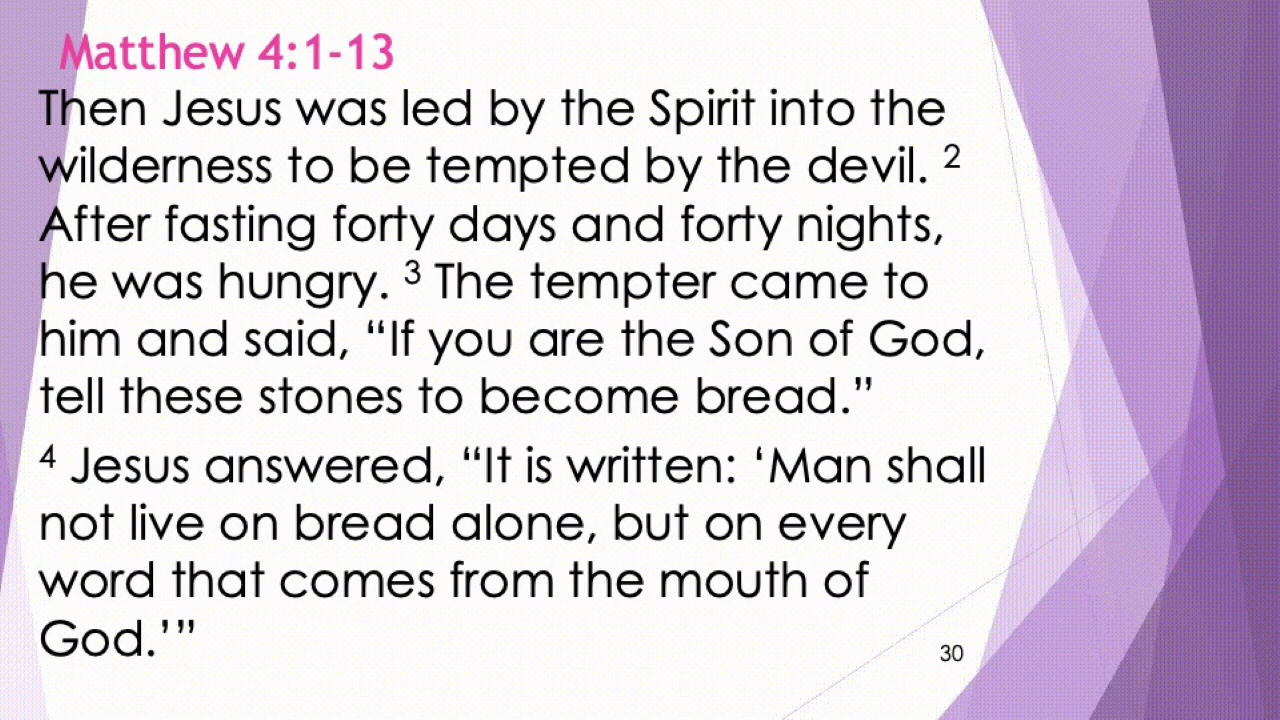 Matthew 4:1-13
Then Jesus was led by the Spirit into the
wilderness to be tempted by the devil. 2
After fasting forty days and forty nights,
he was hungry. 3 The tempter came to
him and said, “If you are the Son of God,
tell these stones to become bread.”
4 Jesus answered, “It is written: ‘Man shall
not live on bread alone, but on every
word that comes from the mouth of
God.’”
30